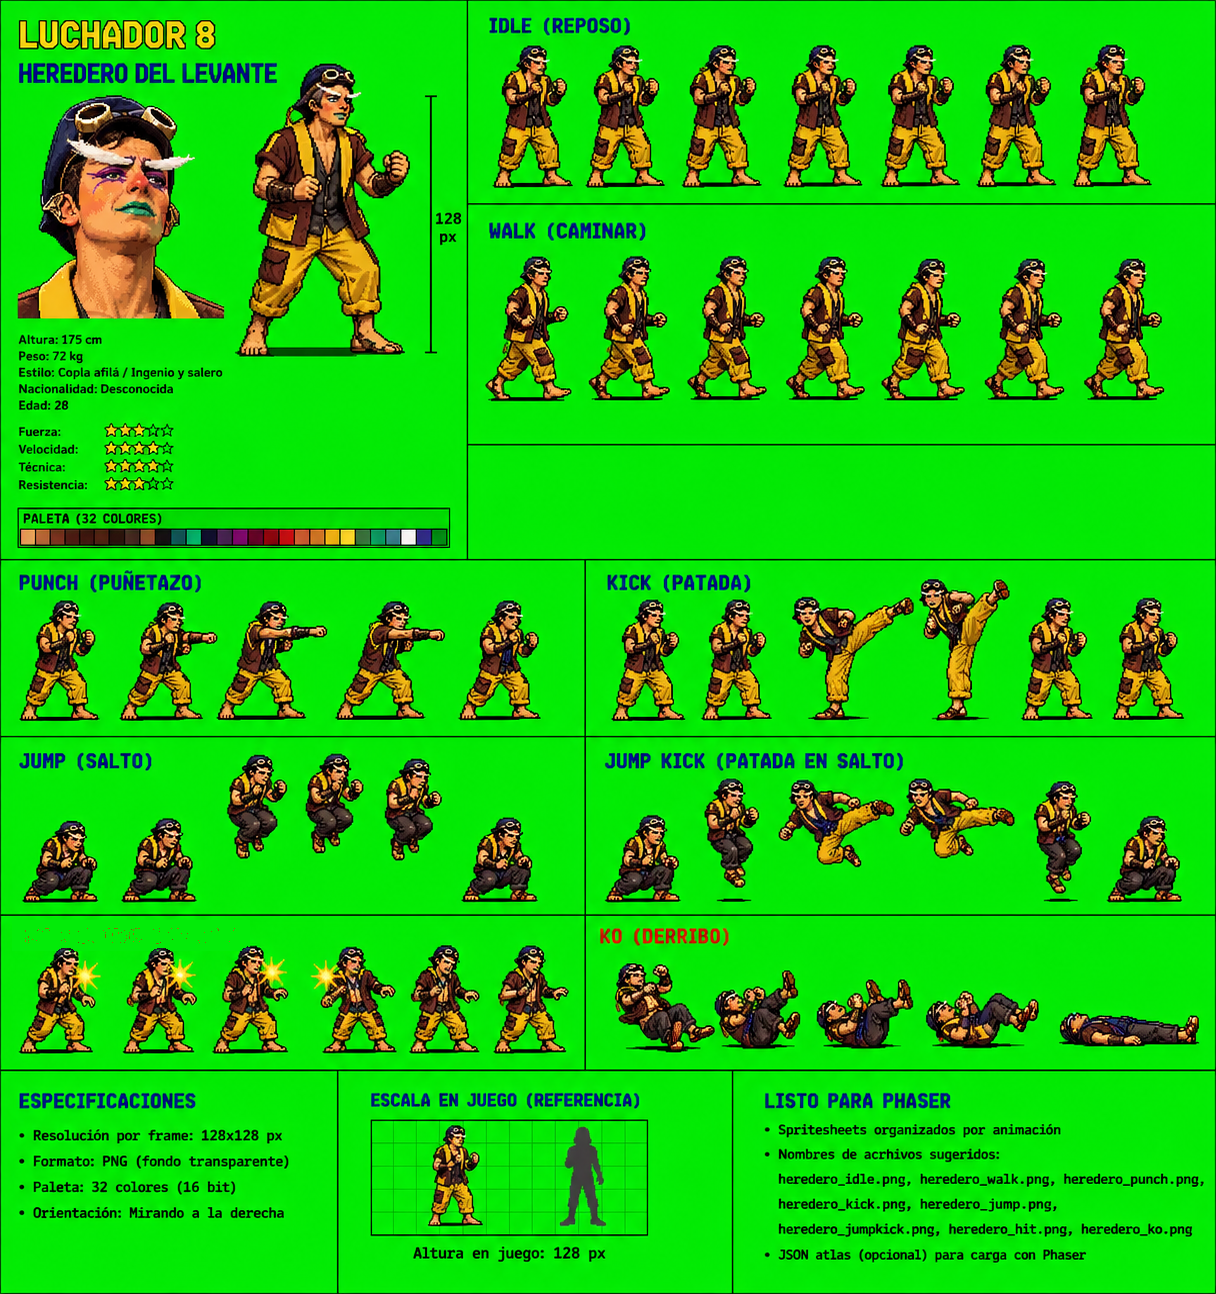 LUCHADOR 8
HEREDERO DEL LEVANTE
128
px
Altura: 175 cm
Peso: 72 kg
Estilo: Copla afilá / Ingenio y salero
Nacionalidad: Desconocida
Edad: 28
Fuerza:
Velocidad:
Técnica:
Resistencia:
PALETA (32 COLORES)
IDLE (REPOSO)
WALK (CAMINAR)
PUNCH (PUÑETAZO)
KICK (PATADA)
JUMP (SALTO)
JUMP KICK (PATADA EN SALTO)
KO (DERRIBO)
ESPECIFICACIONES
• Resolución por frame: 128x128 px
• Formato: PNG (fondo transparente)
• Paleta: 32 colores (16 bit)
• Orientación: Mirando a la derecha
ESCALA EN JUEGO (REFERENCIA)
Altura en juego: 128 px
LISTO PARA PHASER
• Spritesheets organizados por animación
• Nombres de acrhivos sugeridos:
heredero_idle.png, heredero_walk.png, heredero_punch.png,
heredero_kick.png, heredero_jump.png,
heredero_jumpkick.png, heredero_hit.png, heredero_ko.png
• JSON atlas (opcional) para carga con Phaser